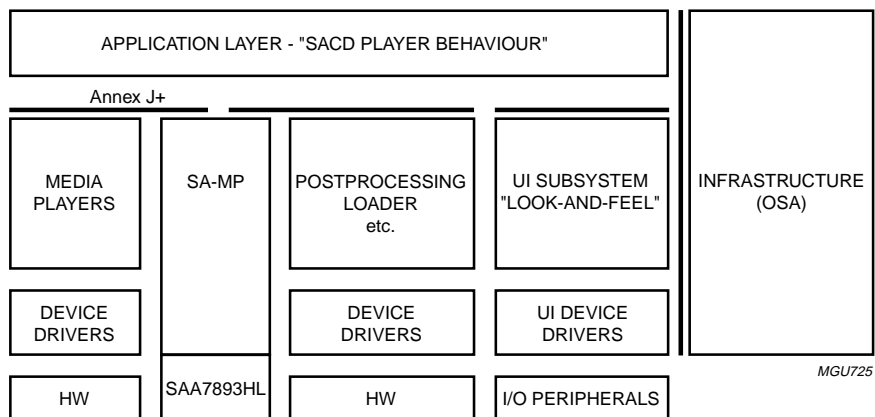 APPLICATION LAYER - "SACD PLAYER BEHAVIOUR"
Annex J+
MEDIA
PLAYERS
SA-MP
POSTPROCESSING
LOADER
etc.
UI SUBSYSTEM
"LOOK-AND-FEEL"
INFRASTRUCTURE
(OSA)
DEVICE
DRIVERS
DEVICE
DRIVERS
UI DEVICE
DRIVERS
MGU725
HW
SAA7893HL
HW
I/O PERIPHERALS